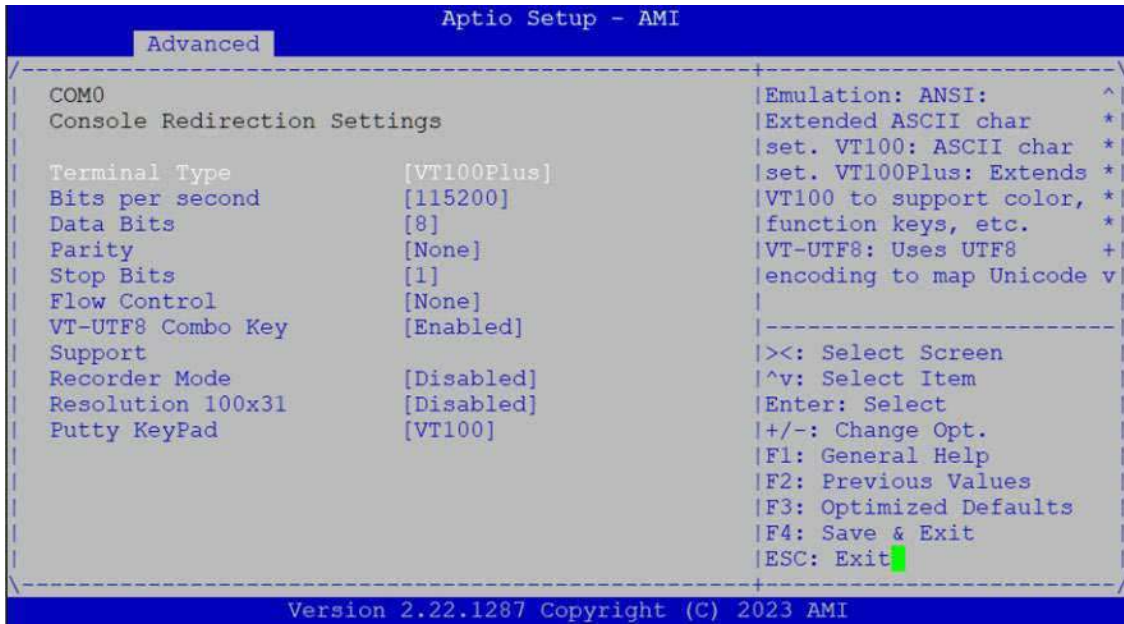 Aptio Setup - AMI
Advanced
COM0
Console Redirection Settings
Terminal Type [VT100Plus]
Bits per second [115200]
Data Bits [8]
Parity [None]
Stop Bits [1]
Flow Control [None]
VT-UTF8 Combo Key [Enabled]
Support
Recorder Mode [Disabled]
Resolution 100x31 [Disabled]
Putty KeyPad [VT100]
Emulation: ANSI: ^
Extended ASCII char *
set. VT100: ASCII char *
set. VT100Plus: Extends *
VT100 to support color, *
function keys, etc. *
VT-UTF8: Uses UTF8 +
encoding to map Unicode v
><: Select Screen
^v: Select Item
Enter: Select
+/-: Change Opt.
F1: General Help
F2: Previous Values
F3: Optimized Defaults
F4: Save & Exit
ESC: Exit
Version 2.22.1287 Copyright (C) 2023 AMI